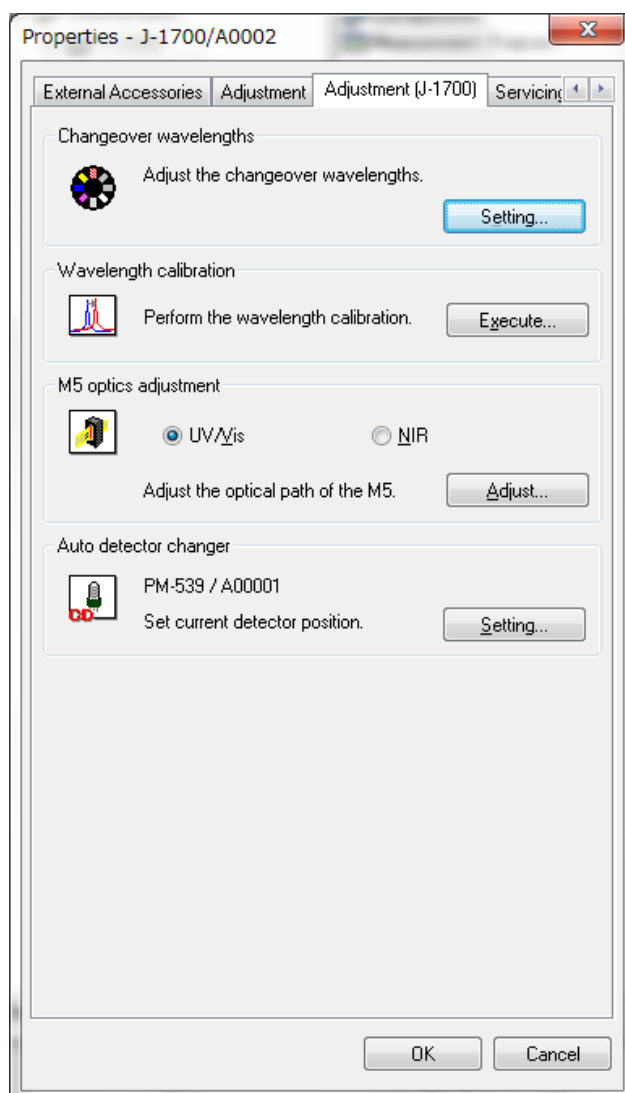 Properties - J-1700/A0002
External Accessories Adjustment Adjustment (J-1700)
Changeover wavelengths
Adjust the changeover wavelengths.
Setting...
Wavelength calibration
Perform the wavelength calibration. Execute...
M5 optics adjustment
UV/Vis NIR
Adjust the optical path of the M5. Adjust...
Auto detector changer
PM-539 / A00001
CD
Set current detector position. Setting...
OK Cancel